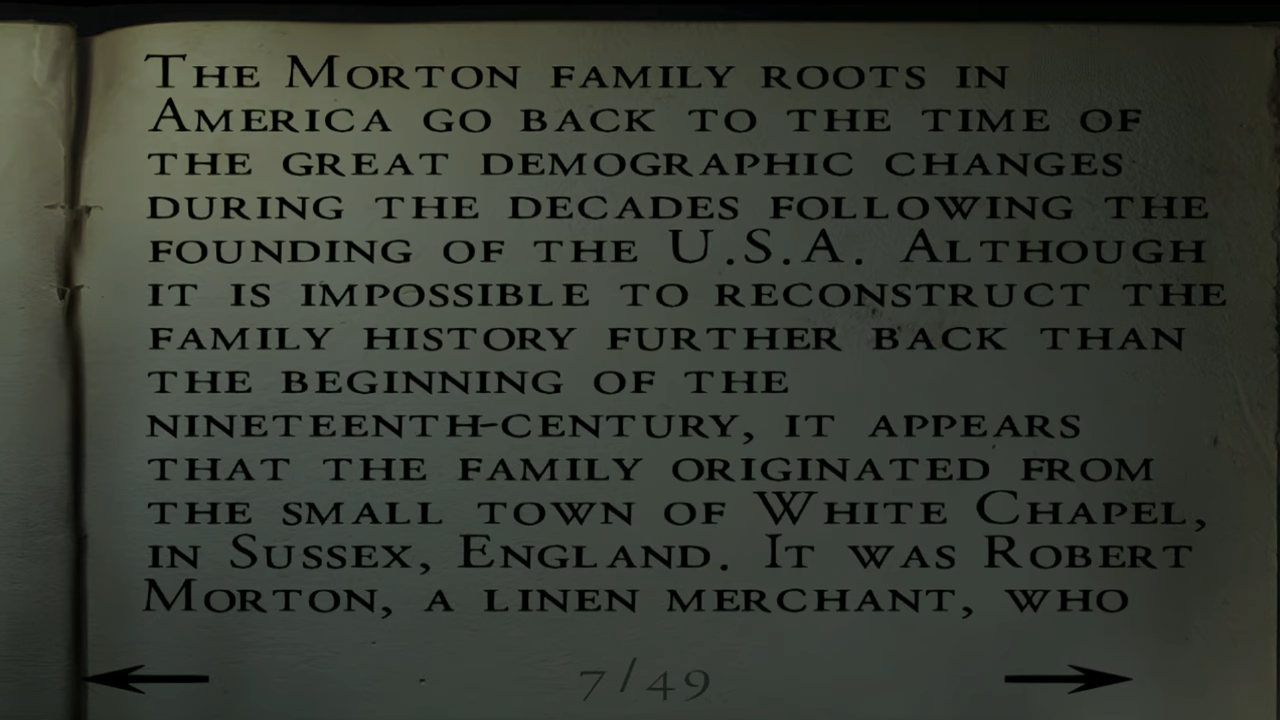 The Morton family roots in
America go back to the time of
the great demographic changes
during the decades following the
founding of the U.S.A. Although
it is impossible to reconstruct the
family history further back than
the beginning of the
nineteenth-century, it appears
that the family originated from
the small town of White Chapel,
in Sussex, England. It was Robert
Morton, a linen merchant, who
7/49